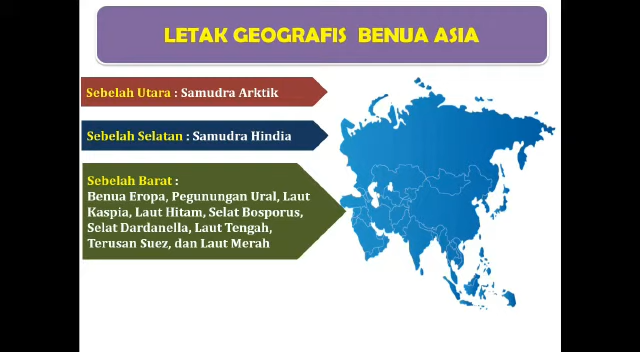 LETAK GEOGRAFIS BENUA ASIA
Sebelah Utara : Samudra Arktik
Sebelah Selatan : Samudra Hindia
Sebelah Barat :
Benua Eropa, Pegunungan Ural, Laut
Kaspia, Laut Hitam, Selat Bosporus,
Selat Dardanella, Laut Tengah,
Terusan Suez, dan Laut Merah